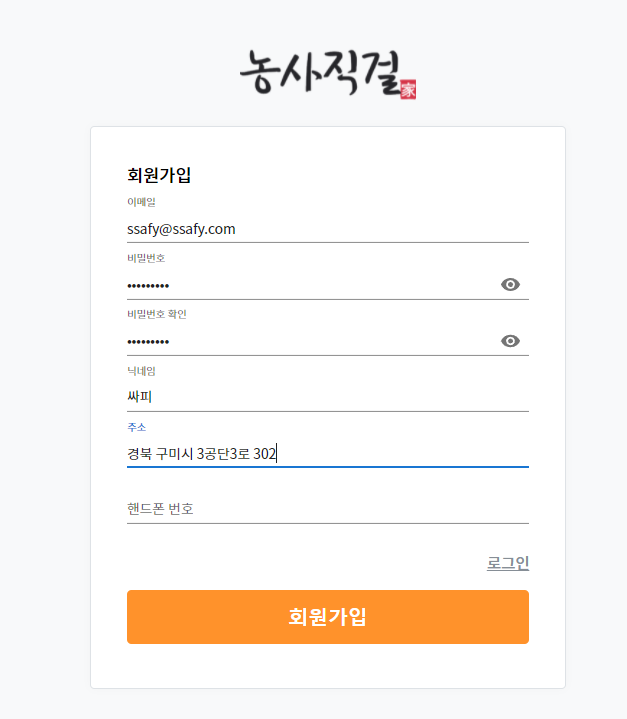 농사직걸家
회원가입
이메일
ssafy@ssafy.com
비밀번호
•••••••••
비밀번호 확인
•••••••••
닉네임
싸피
주소
경북 구미시 3공단3로 302
핸드폰 번호
로그인
회원가입